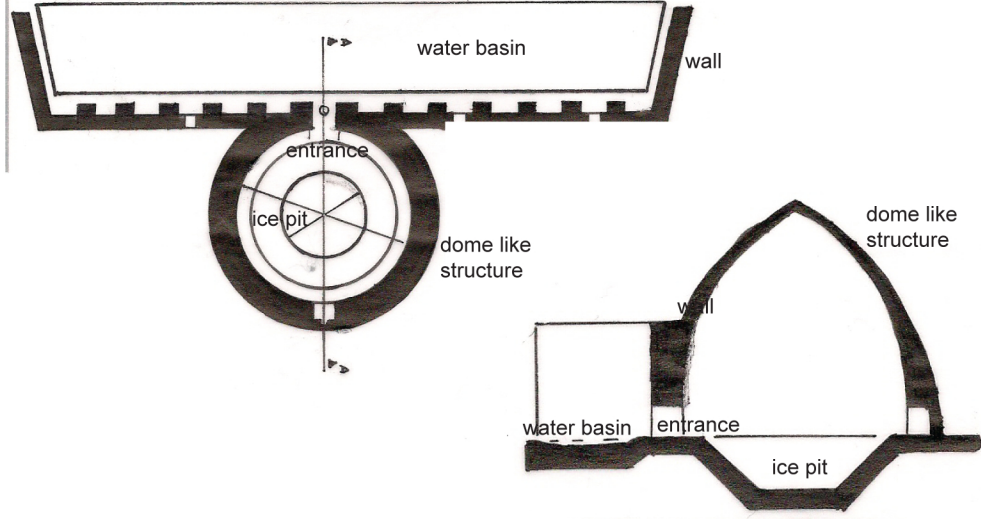 water basin
wall
entrance
ice pit
dome like
structure
dome like
structure
wall
water basin
entrance
ice pit